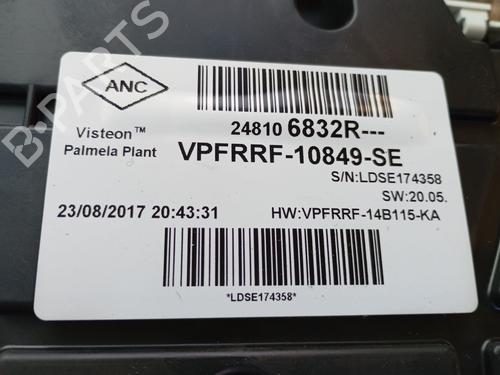 ANC
24810 6832R---
Visteon™
Palmela Plant
VPFRRF-10849-SE
S/N:LDSE174358
SW:20.05.
23/08/2017 20:43:31
HW:VPFRRF-14B115-KA
*LDSE174358*
B-PARTS